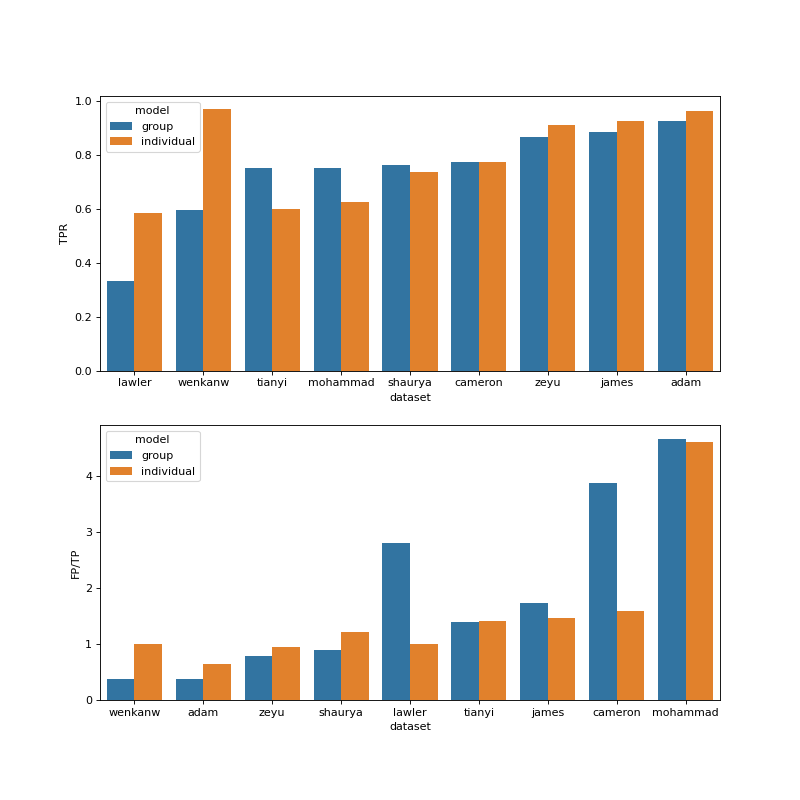 1.0
0.8
0.6
0.4
0.2
0.0
TPR
model
group
individual
lawler wenkanw tianyi mohammad shaurya cameron zeyu james adam
dataset
4
3
2
1
0
FP/TP
model
group
individual
wenkanw adam zeyu shaurya lawler tianyi james cameron mohammad
dataset